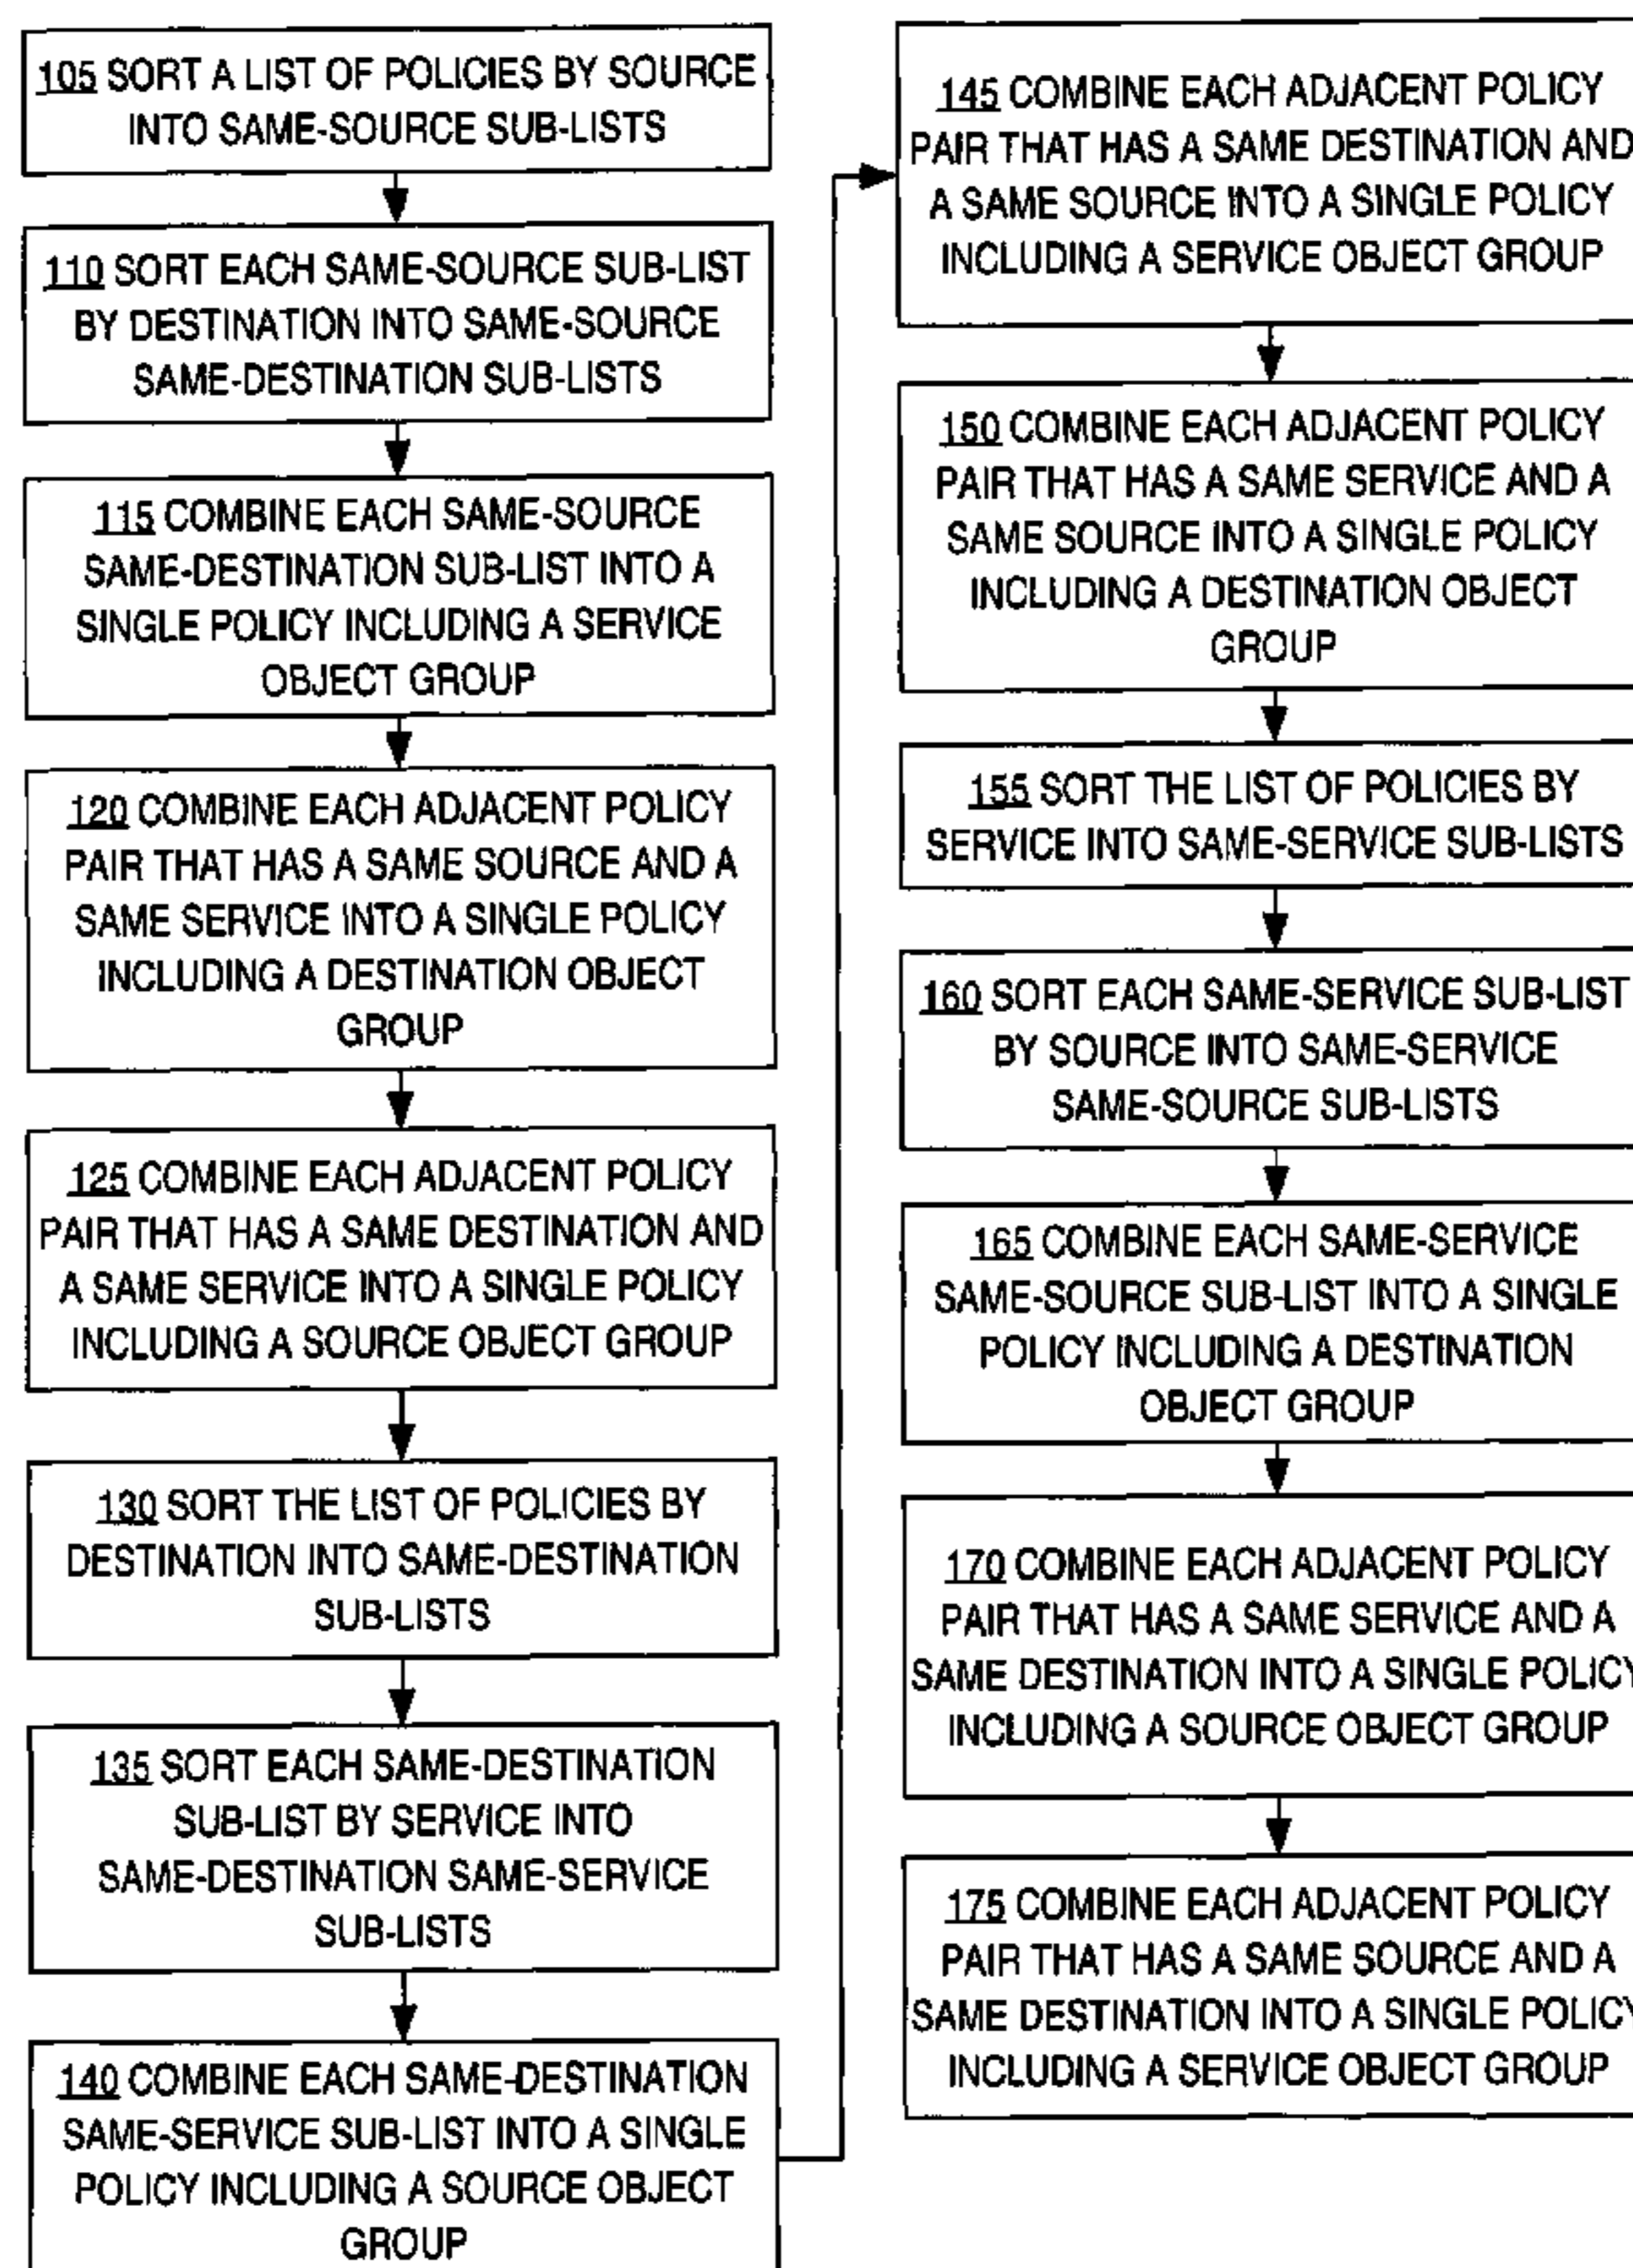 105 SORT A LIST OF POLICIES BY SOURCE
INTO SAME-SOURCE SUB-LISTS
110 SORT EACH SAME-SOURCE SUB-LIST
BY DESTINATION INTO SAME-SOURCE
SAME-DESTINATION SUB-LISTS
115 COMBINE EACH SAME-SOURCE
SAME-DESTINATION SUB-LIST INTO A
SINGLE POLICY INCLUDING A SERVICE
OBJECT GROUP
120 COMBINE EACH ADJACENT POLICY
PAIR THAT HAS A SAME SOURCE AND A
SAME SERVICE INTO A SINGLE POLICY
INCLUDING A DESTINATION OBJECT
GROUP
125 COMBINE EACH ADJACENT POLICY
PAIR THAT HAS A SAME DESTINATION AND
A SAME SERVICE INTO A SINGLE POLICY
INCLUDING A SOURCE OBJECT GROUP
130 SORT THE LIST OF POLICIES BY
DESTINATION INTO SAME-DESTINATION
SUB-LISTS
135 SORT EACH SAME-DESTINATION
SUB-LIST BY SERVICE INTO
SAME-DESTINATION SAME-SERVICE
SUB-LISTS
140 COMBINE EACH SAME-DESTINATION
SAME-SERVICE SUB-LIST INTO A SINGLE
POLICY INCLUDING A SOURCE OBJECT
GROUP
145 COMBINE EACH ADJACENT POLICY
PAIR THAT HAS A SAME DESTINATION AND
A SAME SOURCE INTO A SINGLE POLICY
INCLUDING A SERVICE OBJECT GROUP
150 COMBINE EACH ADJACENT POLICY
PAIR THAT HAS A SAME SERVICE AND A
SAME SOURCE INTO A SINGLE POLICY
INCLUDING A DESTINATION OBJECT
GROUP
155 SORT THE LIST OF POLICIES BY
SERVICE INTO SAME-SERVICE SUB-LISTS
160 SORT EACH SAME-SERVICE SUB-LIST
BY SOURCE INTO SAME-SERVICE
SAME-SOURCE SUB-LISTS
165 COMBINE EACH SAME-SERVICE
SAME-SOURCE SUB-LIST INTO A SINGLE
POLICY INCLUDING A DESTINATION
OBJECT GROUP
170 COMBINE EACH ADJACENT POLICY
PAIR THAT HAS A SAME SERVICE AND A
SAME DESTINATION INTO A SINGLE POLICY
INCLUDING A SOURCE OBJECT GROUP
175 COMBINE EACH ADJACENT POLICY
PAIR THAT HAS A SAME SOURCE AND A
SAME DESTINATION INTO A SINGLE POLICY
INCLUDING A SERVICE OBJECT GROUP